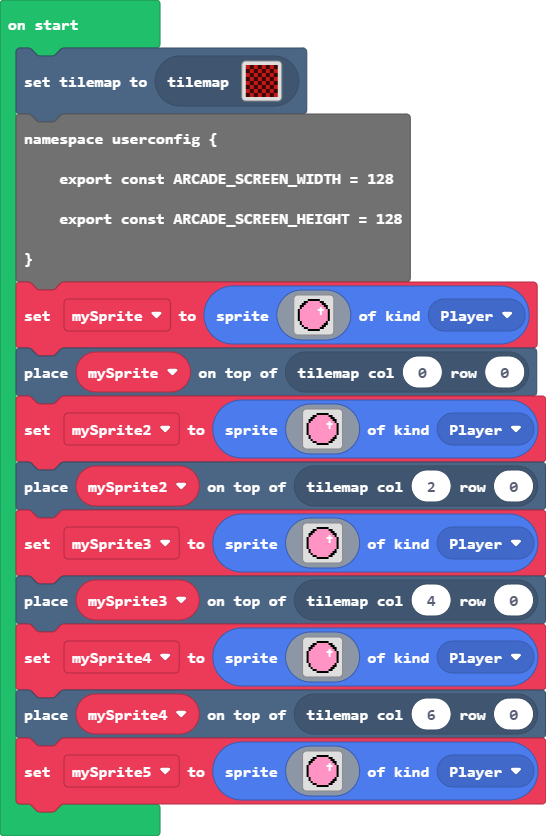 on start
set tilemap to tilemap
namespace userconfig {
export const ARCADE_SCREEN_WIDTH = 128
export const ARCADE_SCREEN_HEIGHT = 128
}
set mySprite to sprite of kind Player
place mySprite on top of tilemap col 0 row 0
set mySprite2 to sprite of kind Player
place mySprite2 on top of tilemap col 2 row 0
set mySprite3 to sprite of kind Player
place mySprite3 on top of tilemap col 4 row 0
set mySprite4 to sprite of kind Player
place mySprite4 on top of tilemap col 6 row 0
set mySprite5 to sprite of kind Player